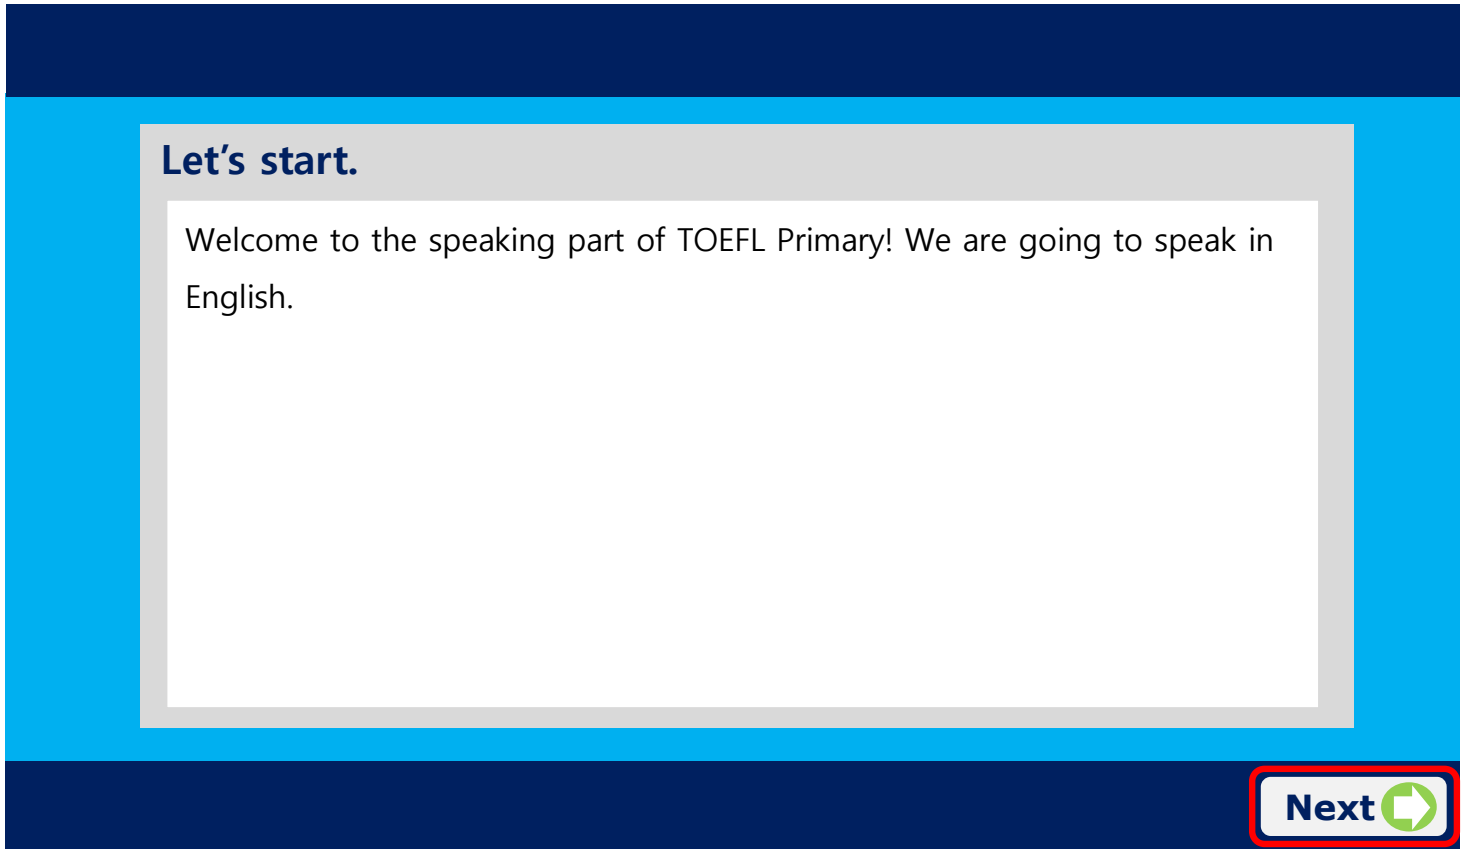 Let’s start.
Welcome to the speaking part of TOEFL Primary! We are going to speak in
English.
Next